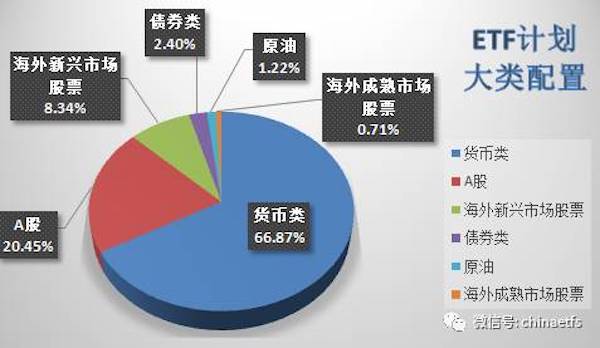 ETF计划
大类配置
债券类
2.40%
原油
1.22%
海外新兴市场
股票
8.34%
海外成熟市场
股票
0.71%
A股
20.45%
货币类
66.87%
货币类
A股
海外新兴市场股票
债券类
原油
海外成熟市场股票
微信号: chinaetfs